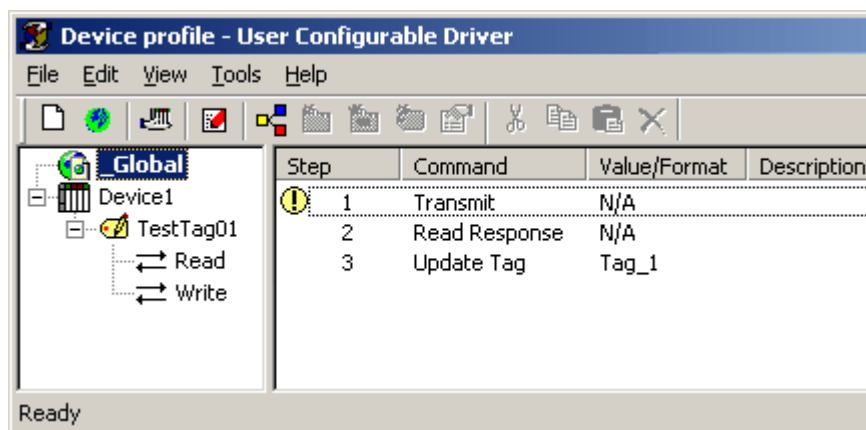 Device profile - User Configurable Driver
File Edit View Tools Help
_Global
Device1
TestTag01
Read
Write
Step Command Value/Format Description
1 Transmit N/A
2 Read Response N/A
3 Update Tag Tag_1
Ready